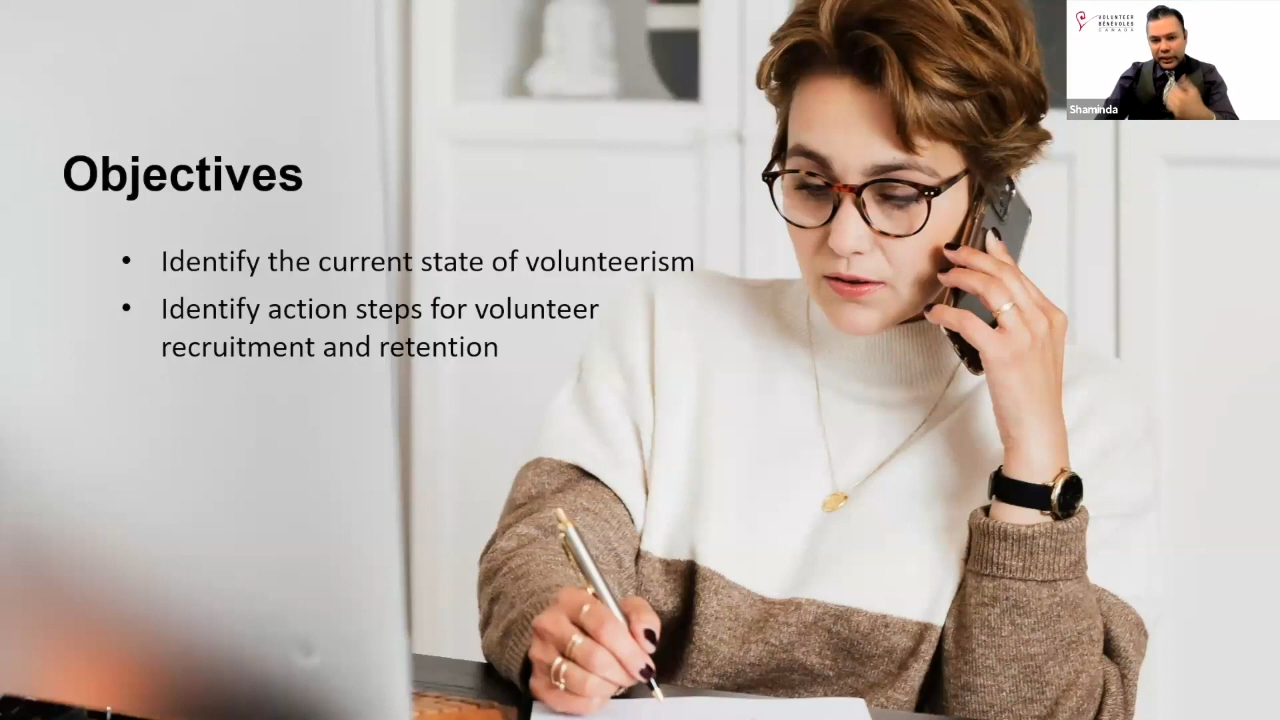 VOLUNTEER
BÉNÉVOLES
CANADA
Shaminda
Objectives
• Identify the current state of volunteerism
• Identify action steps for volunteer
recruitment and retention